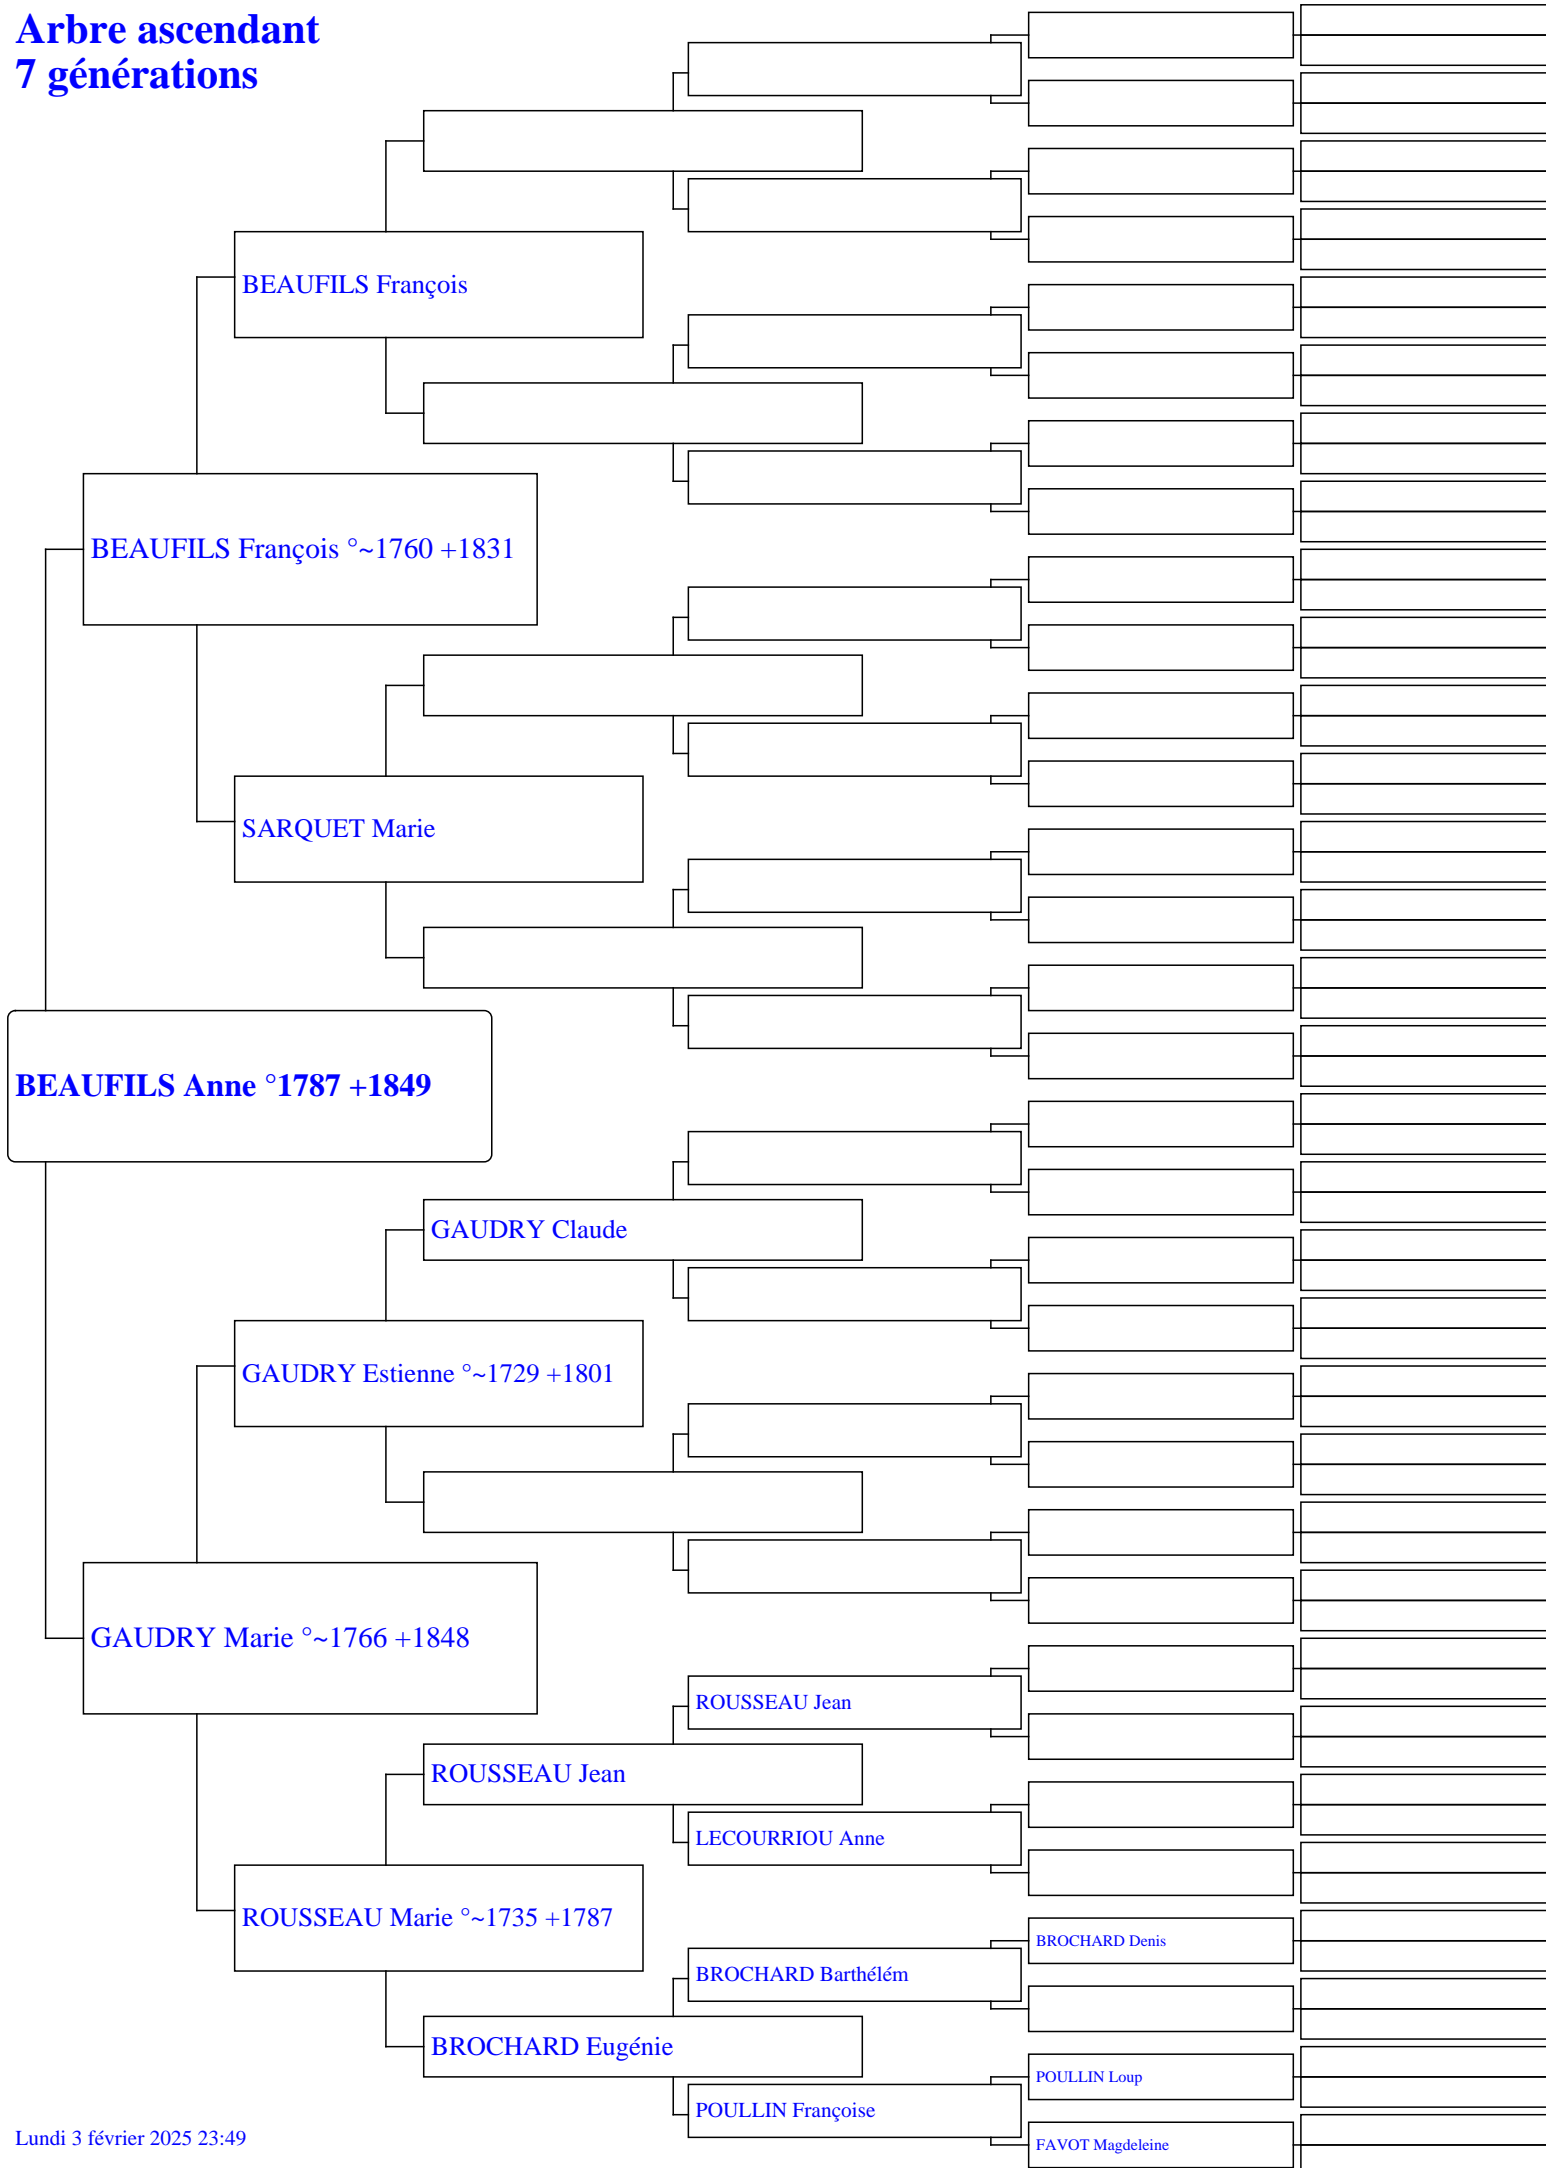 Arbre ascendant
7 générations
BEAUFILS François
BEAUFILS François °~1760 +1831
SARQUET Marie
BEAUFILS Anne °1787 +1849
GAUDRY Claude
GAUDRY Estienne °~1729 +1801
GAUDRY Marie °~1766 +1848
ROUSSEAU Jean
ROUSSEAU Jean
LECOURRIOU Anne
ROUSSEAU Marie °~1735 +1787
BROCHARD Denis
BROCHARD Barthélém
BROCHARD Eugénie
POULLIN Loup
POULLIN Françoise
FAVOT Magdeleine
Lundi 3 février 2025 23:49